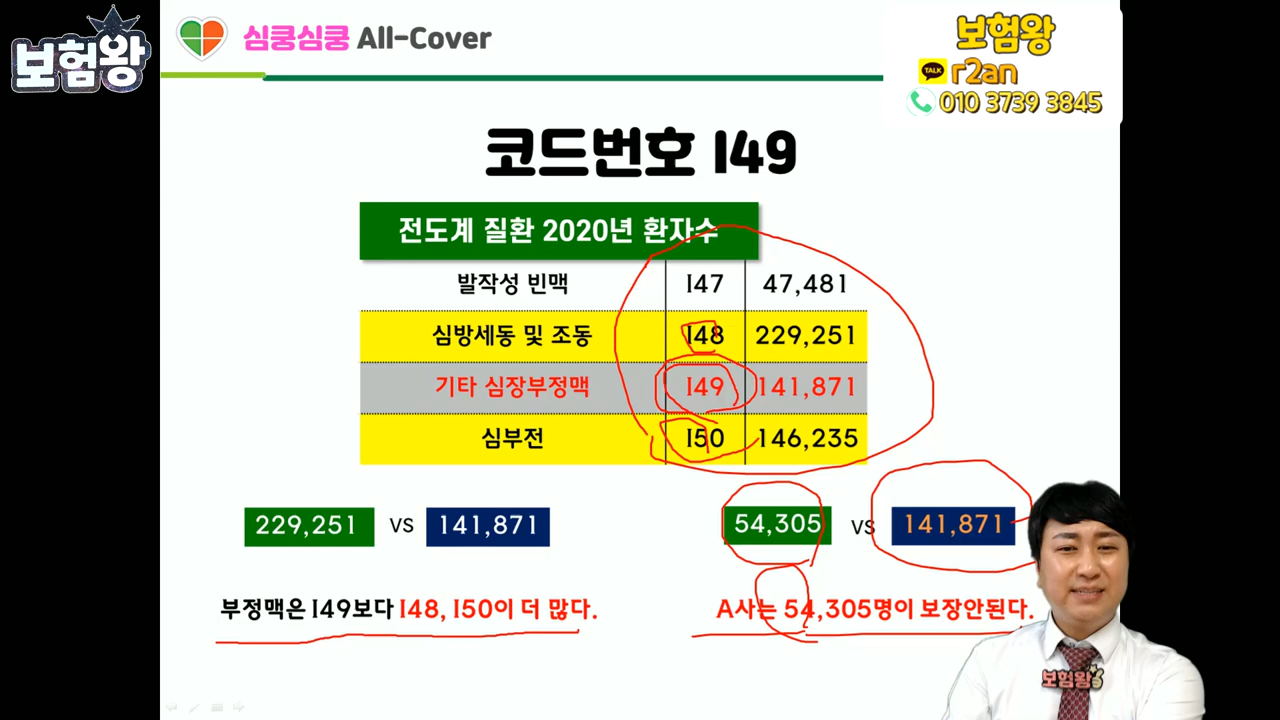 보험왕
심쿵심쿵 All-Cover
보험왕
TALK r2an
010 3739 3845
코드번호 I49
전도계 질환 2020년 환자수
발작성 빈맥 I47 47,481
심방세동 및 조동 I48 229,251
기타 심장부정맥 I49 141,871
심부전 I50 146,235
229,251 vs 141,871
54,305 vs 141,871
부정맥은 I49보다 I48, I50이 더 많다.
A사는 54,305명이 보장안된다.
보험왕